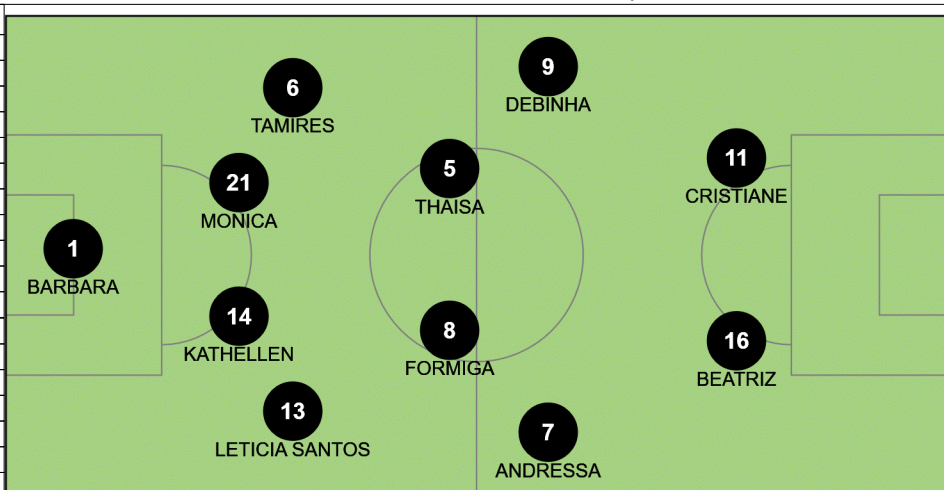 9
DEBINHA
6
TAMIRES
11
CRISTIANE
5
THAISA
21
MONICA
1
BARBARA
14
KATHELLEN
8
FORMIGA
16
BEATRIZ
13
LETICIA SANTOS
7
ANDRESSA